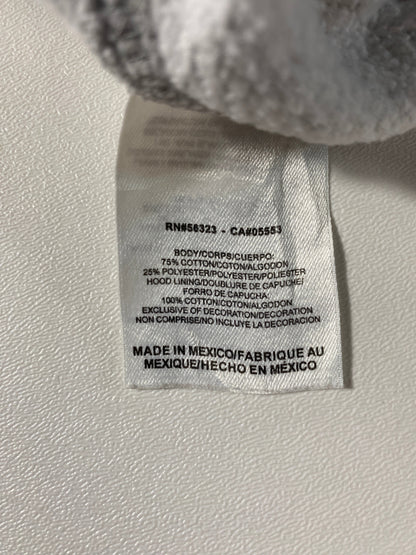 RN#56323 - CA#05553
BODY/CORPS/CUERPO:
75% COTTON/COTON/ALGODON
25% POLYESTER/POLYESTER/POLIESTER
HOOD LINING/DOUBLURE DE CAPUCHE/
FORRO DE CAPUCHA
100% COTTON/COTON/ALGODON
EXCLUSIVE OF DECORATION/DECORATION
NON COMPRISE/NO INCLUYE LA DECORACION
MADE IN MEXICO/FABRIQUE AU
MEXIQUE/HECHO EN MÉXICO